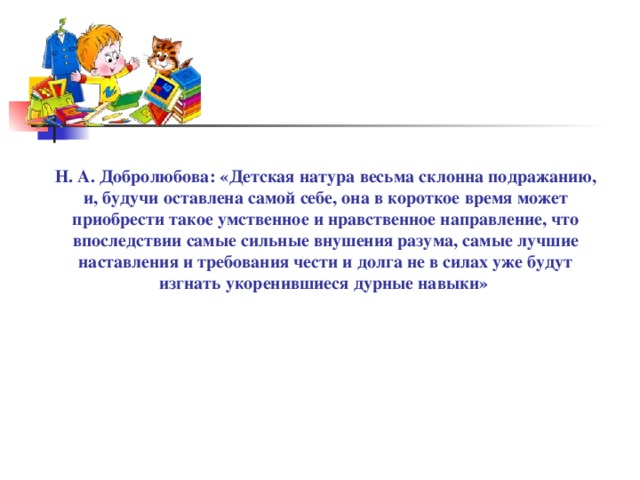 Н. А. Добролюбова: «Детская натура весьма склонна подражанию,
и, будучи оставлена самой себе, она в короткое время может
приобрести такое умственное и нравственное направление, что
впоследствии самые сильные внушения разума, самые лучшие
наставления и требования чести и долга не в силах уже будут
изгнать укоренившиеся дурные навыки»